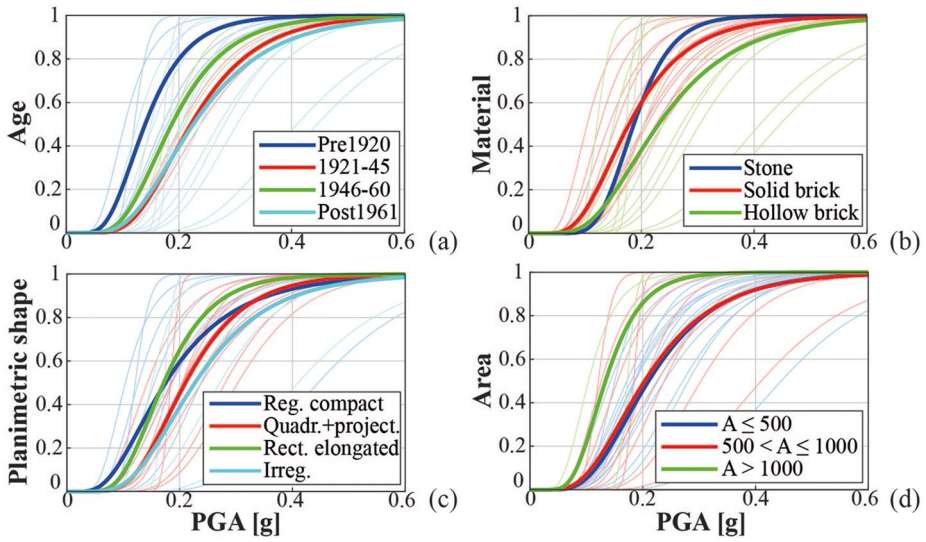 1
0.8
0.6
0.4
0.2
0
Age
Pre1920
1921-45
1946-60
Post1961
0 0.2 0.4 0.6
(a)
1
0.8
0.6
0.4
0.2
0
Material
Stone
Solid brick
Hollow brick
0 0.2 0.4 0.6
(b)
1
0.8
0.6
0.4
0.2
0
Planimetric shape
Reg. compact
Quadr.+project.
Rect. elongated
Irreg.
0 0.2 0.4 0.6
PGA [g]
(c)
1
0.8
0.6
0.4
0.2
0
Area
A ≤ 500
500 < A ≤ 1000
A > 1000
0 0.2 0.4 0.6
PGA [g]
(d)